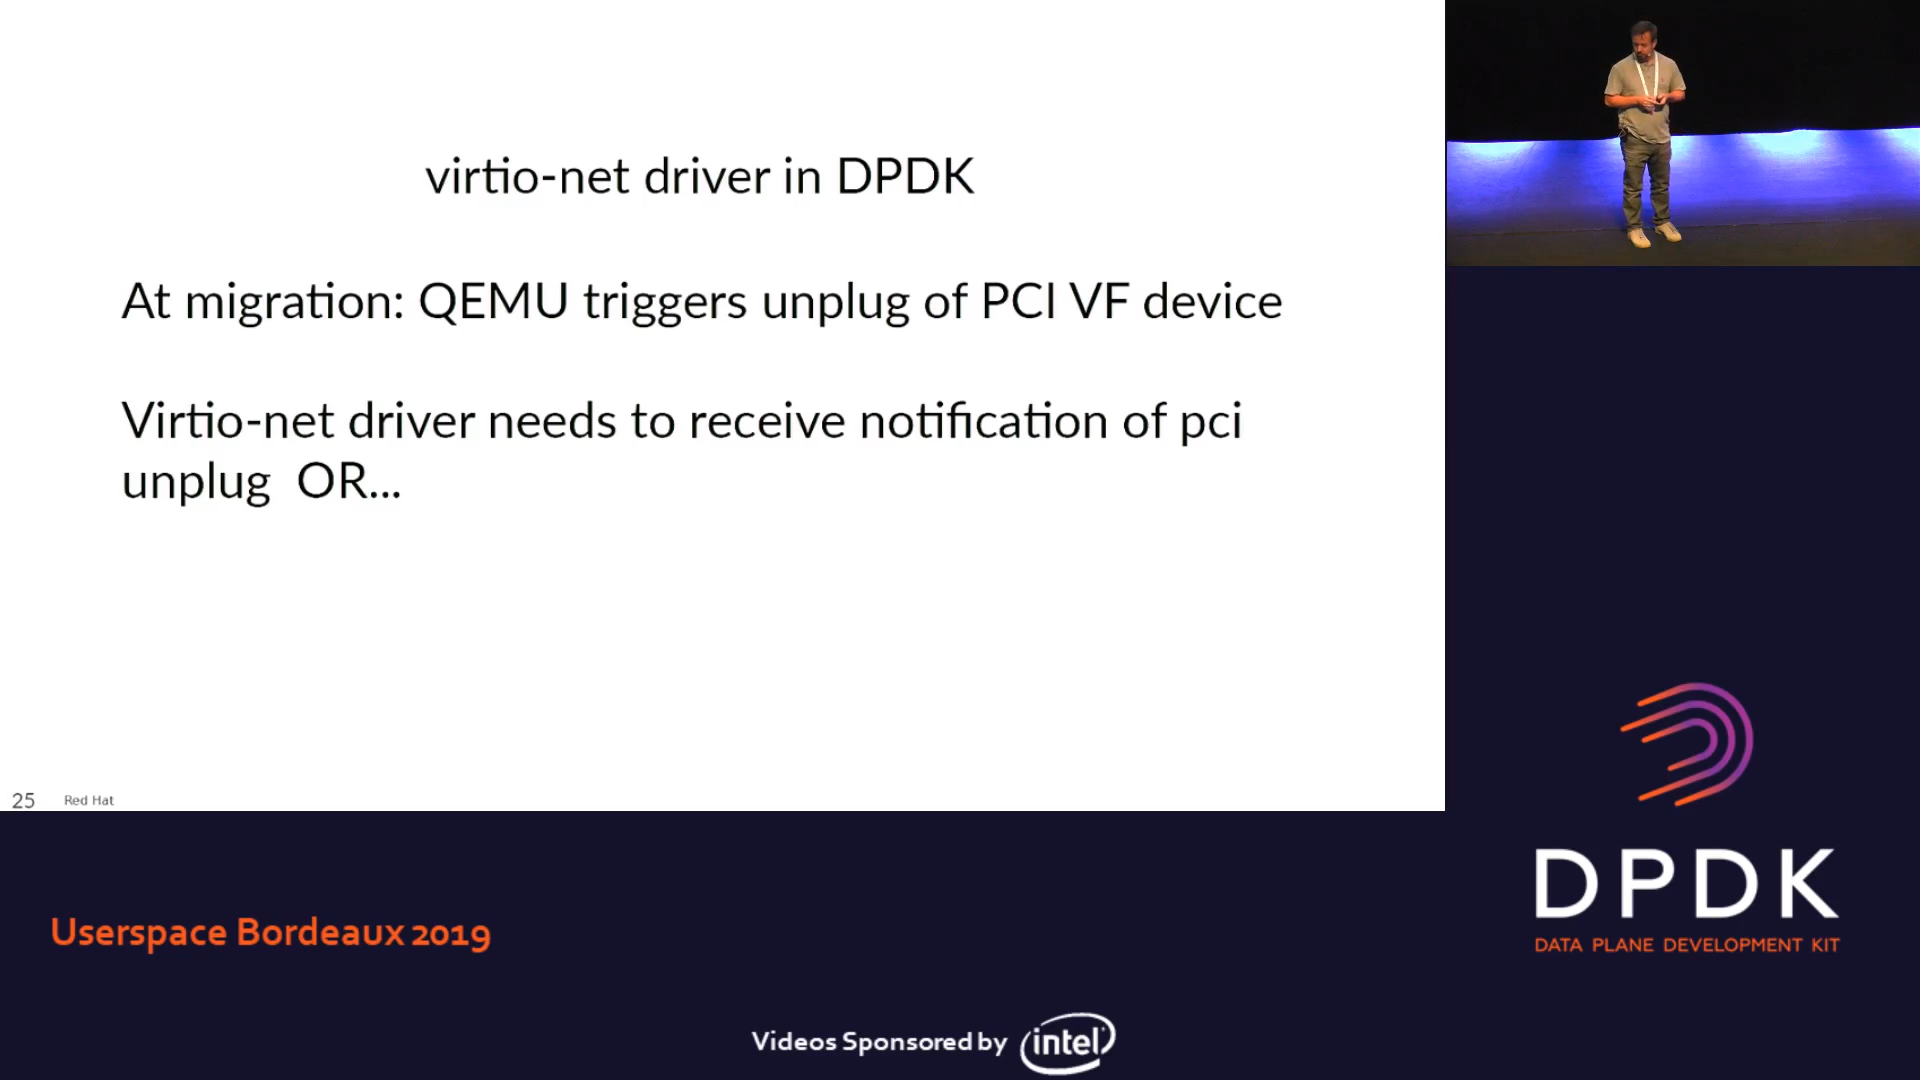 virtio-net driver in DPDK
At migration: QEMU triggers unplug of PCI VF device
Virtio-net driver needs to receive notification of pci
unplug  OR...
25 Red Hat
DPDK
DATA PLANE DEVELOPMENT KIT
Userspace Bordeaux 2019
Videos Sponsored by intel